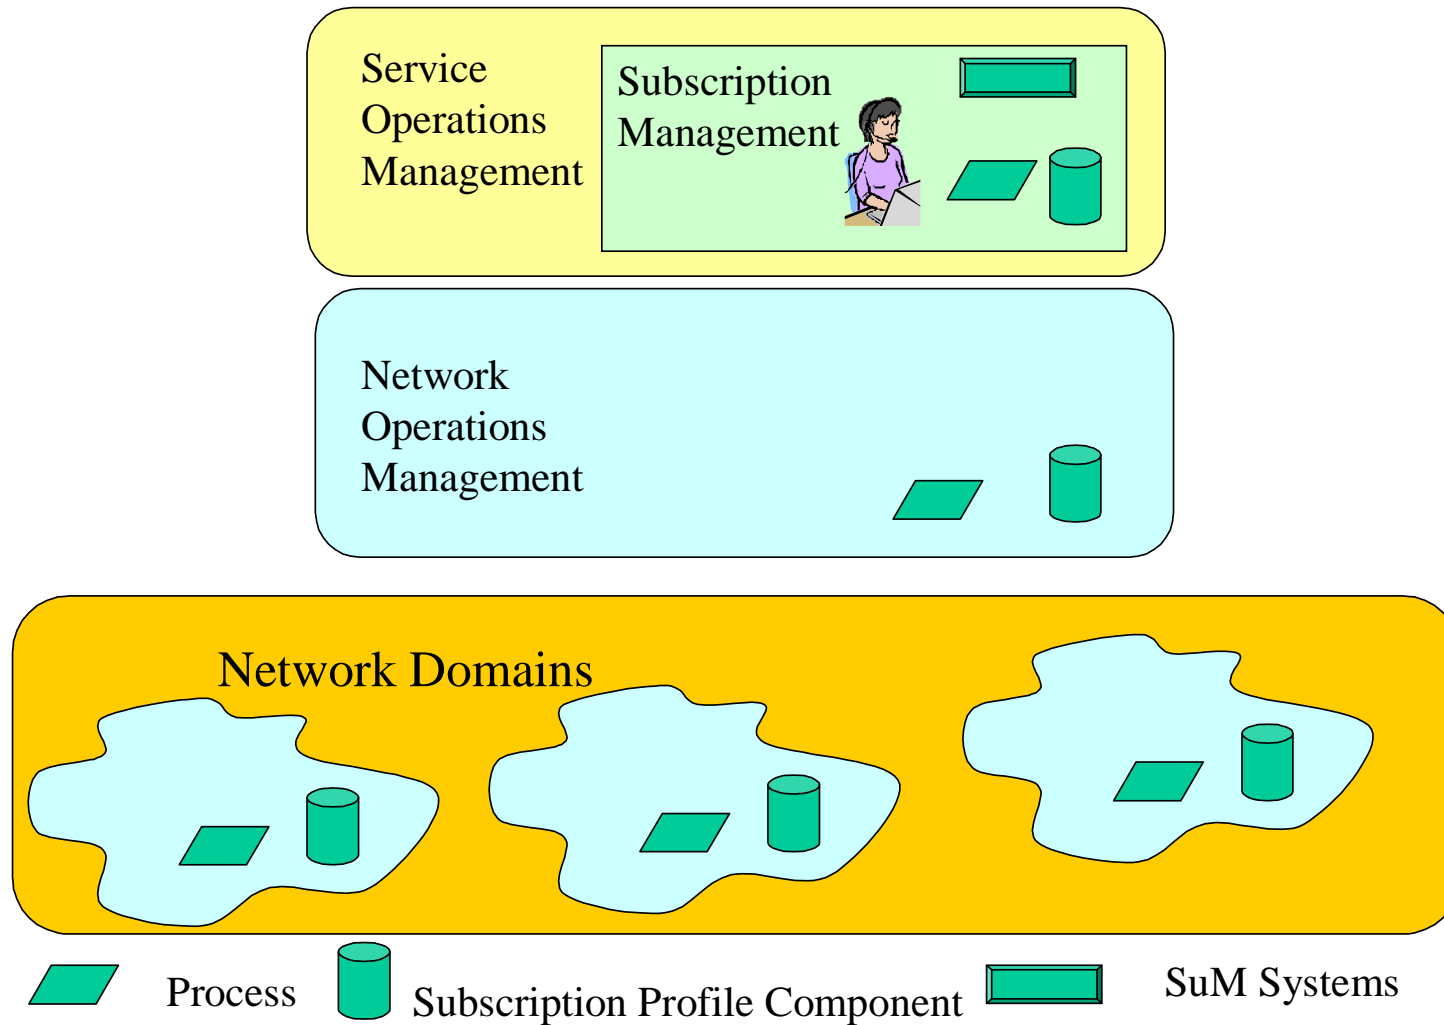 Service
Operations
Management
Subscription
Management
Network
Operations
Management
Network Domains
Process
Subscription Profile Component
SuM Systems